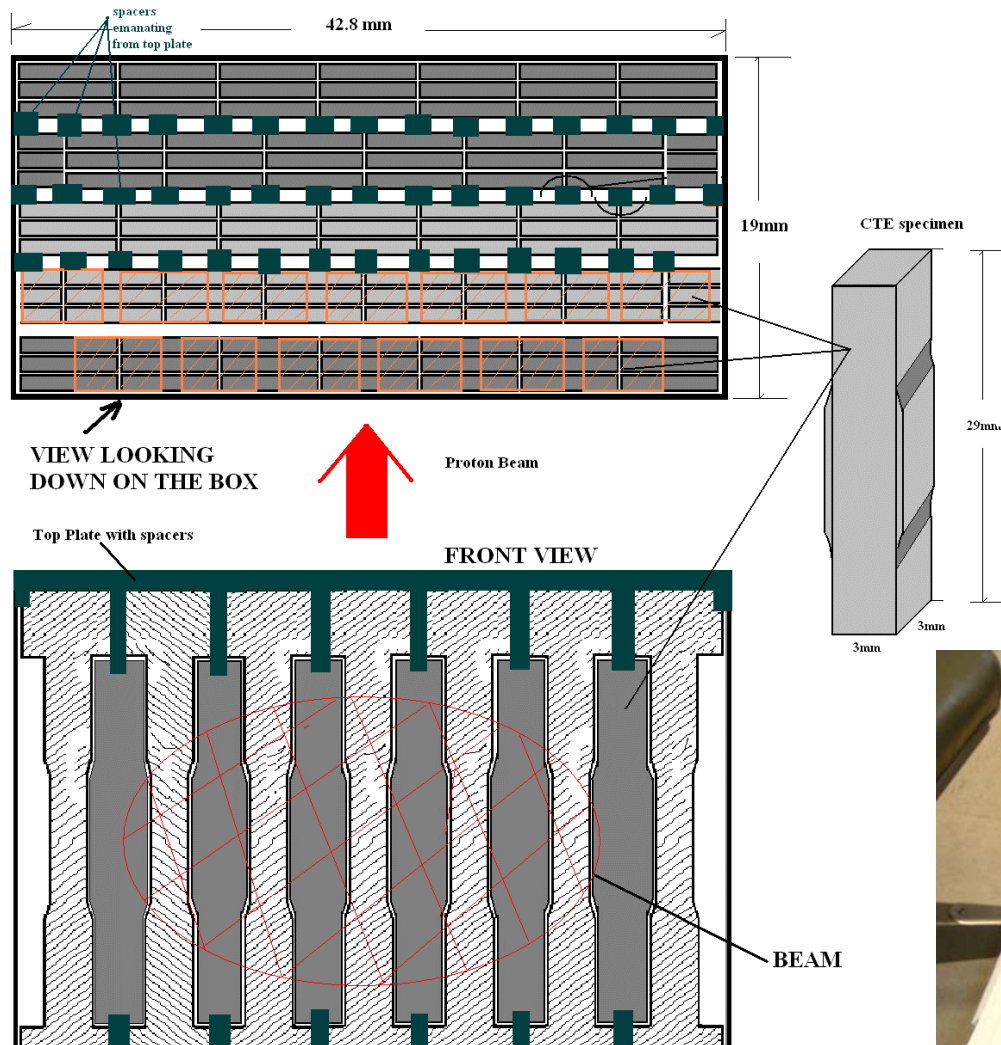 spacers
emanating
from top plate
42.8 mm
19mm
CTE specimen
29mm
3mm
3mm
VIEW LOOKING
DOWN ON THE BOX
Proton Beam
Top Plate with spacers
FRONT VIEW
BEAM